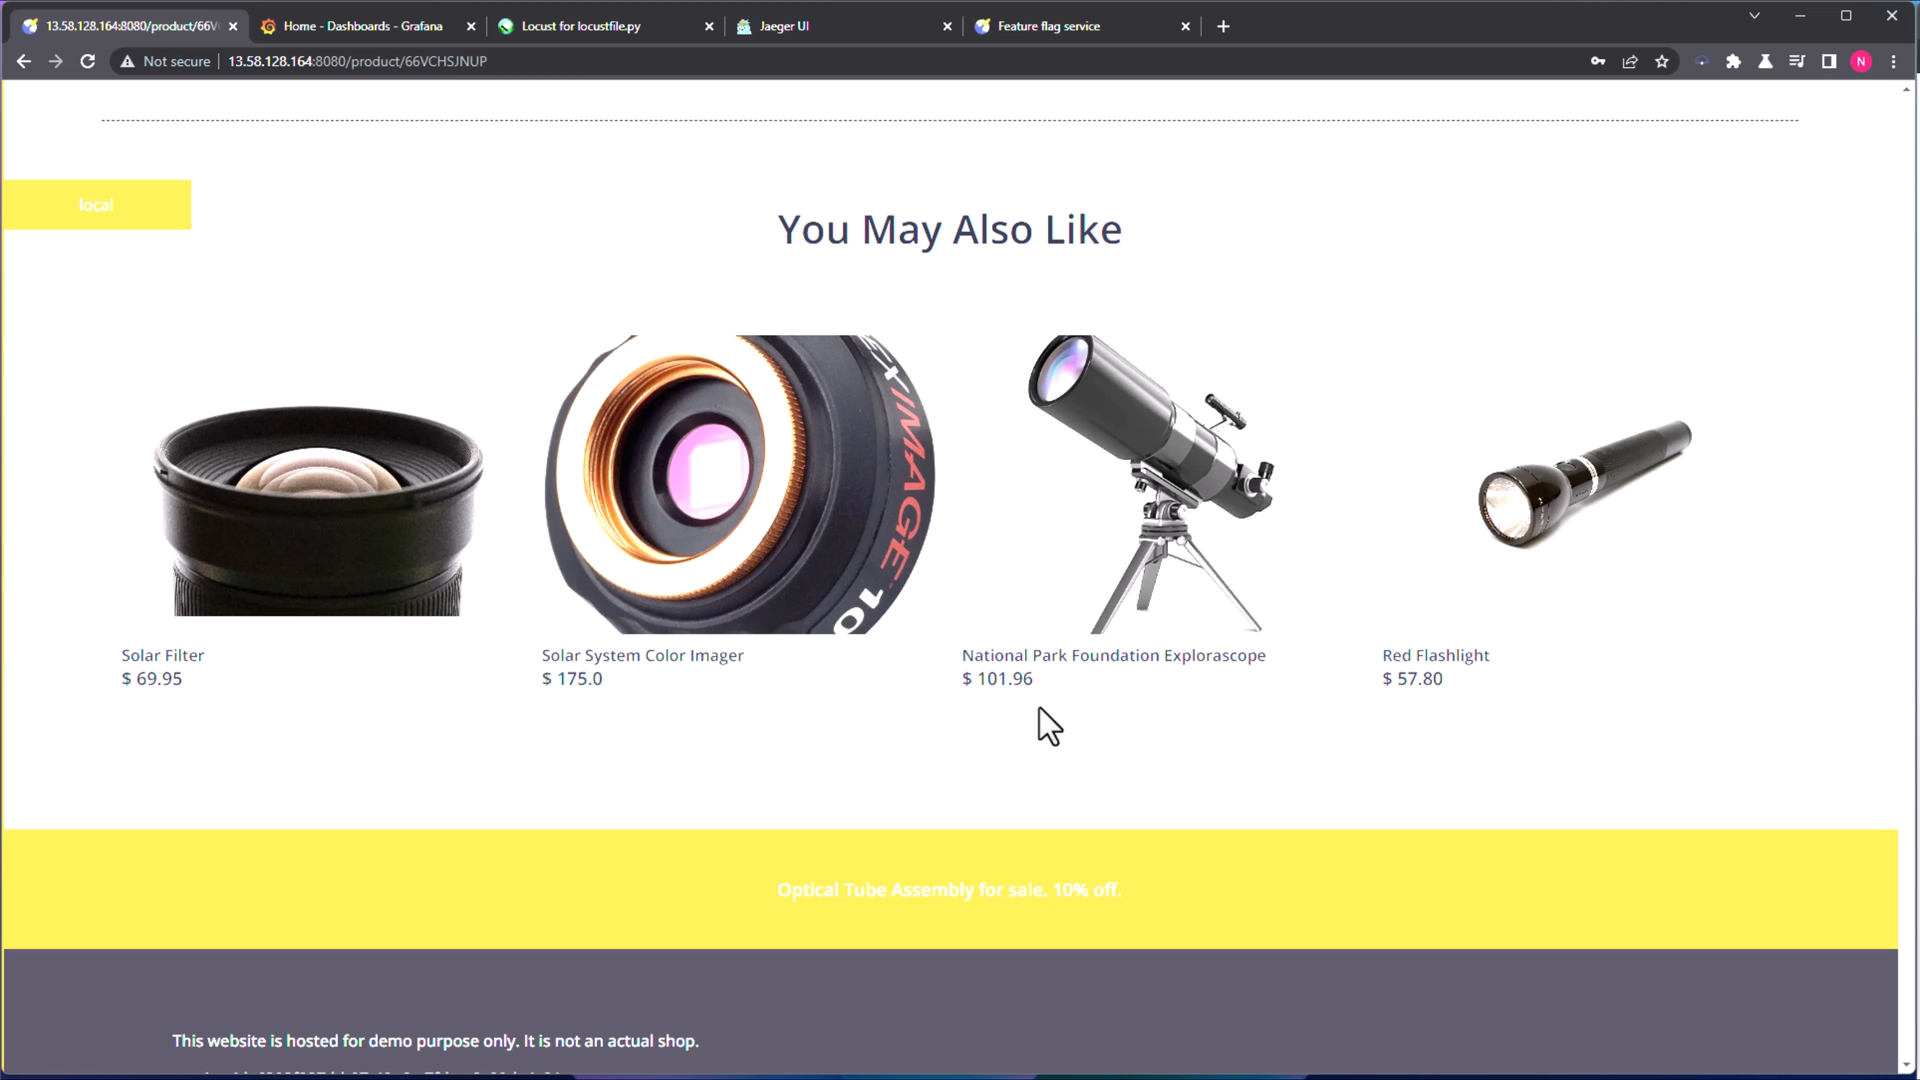 13.58.128.164:8080/product/66V
Home - Dashboards - Grafana
Locust for locustfile.py
Jaeger UI
Feature flag service
Not secure
13.58.128.164:8080/product/66VCHSJNUP
N
local
You May Also Like
EXIMAGE 10
Solar Filter
$ 69.95
Solar System Color Imager
$ 175.0
National Park Foundation Explorascope
$ 101.96
Red Flashlight
$ 57.80
Optical Tube Assembly for sale. 10% off.
This website is hosted for demo purpose only. It is not an actual shop.